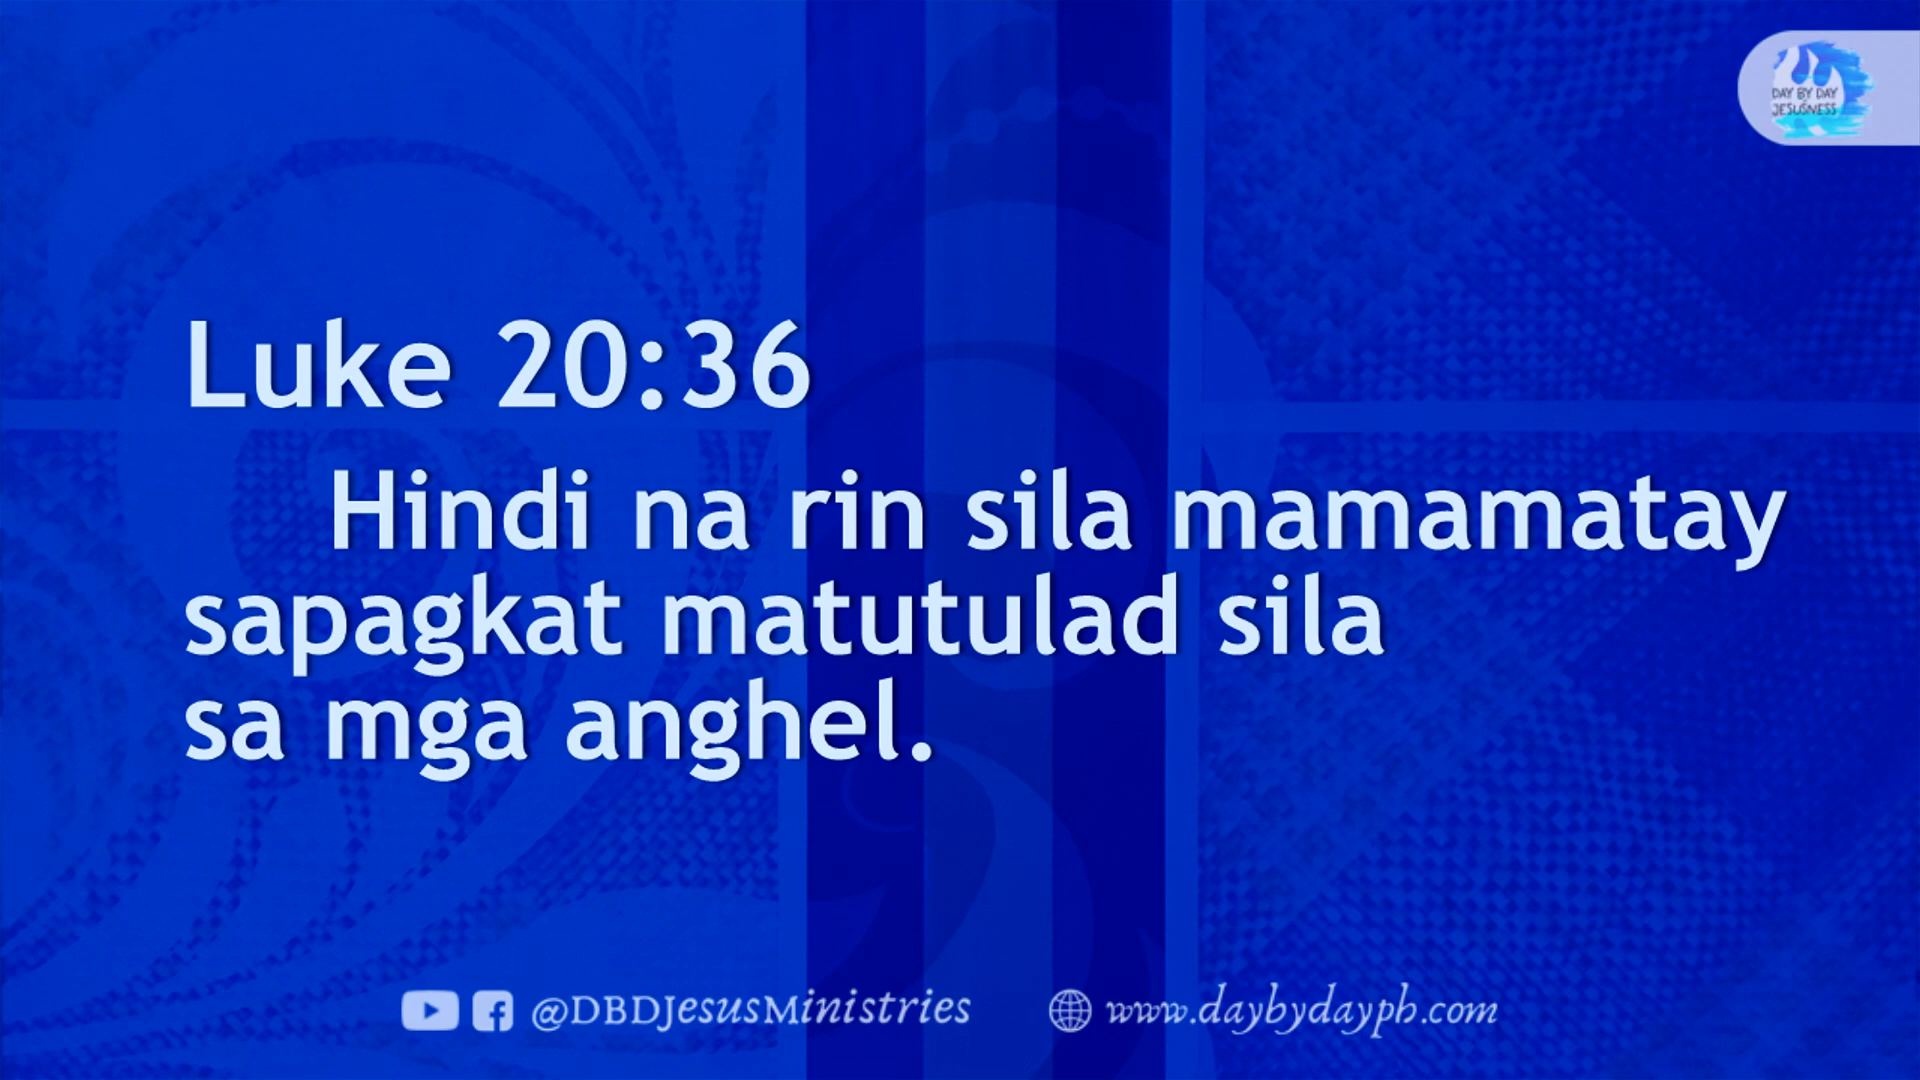 DAY BY DAY
JESUSNESS
Luke 20:36
Hindi na rin sila mamamatay
sapagkat matutulad sila
sa mga anghel.
@DBDJesusMinistries www.daybydayph.com